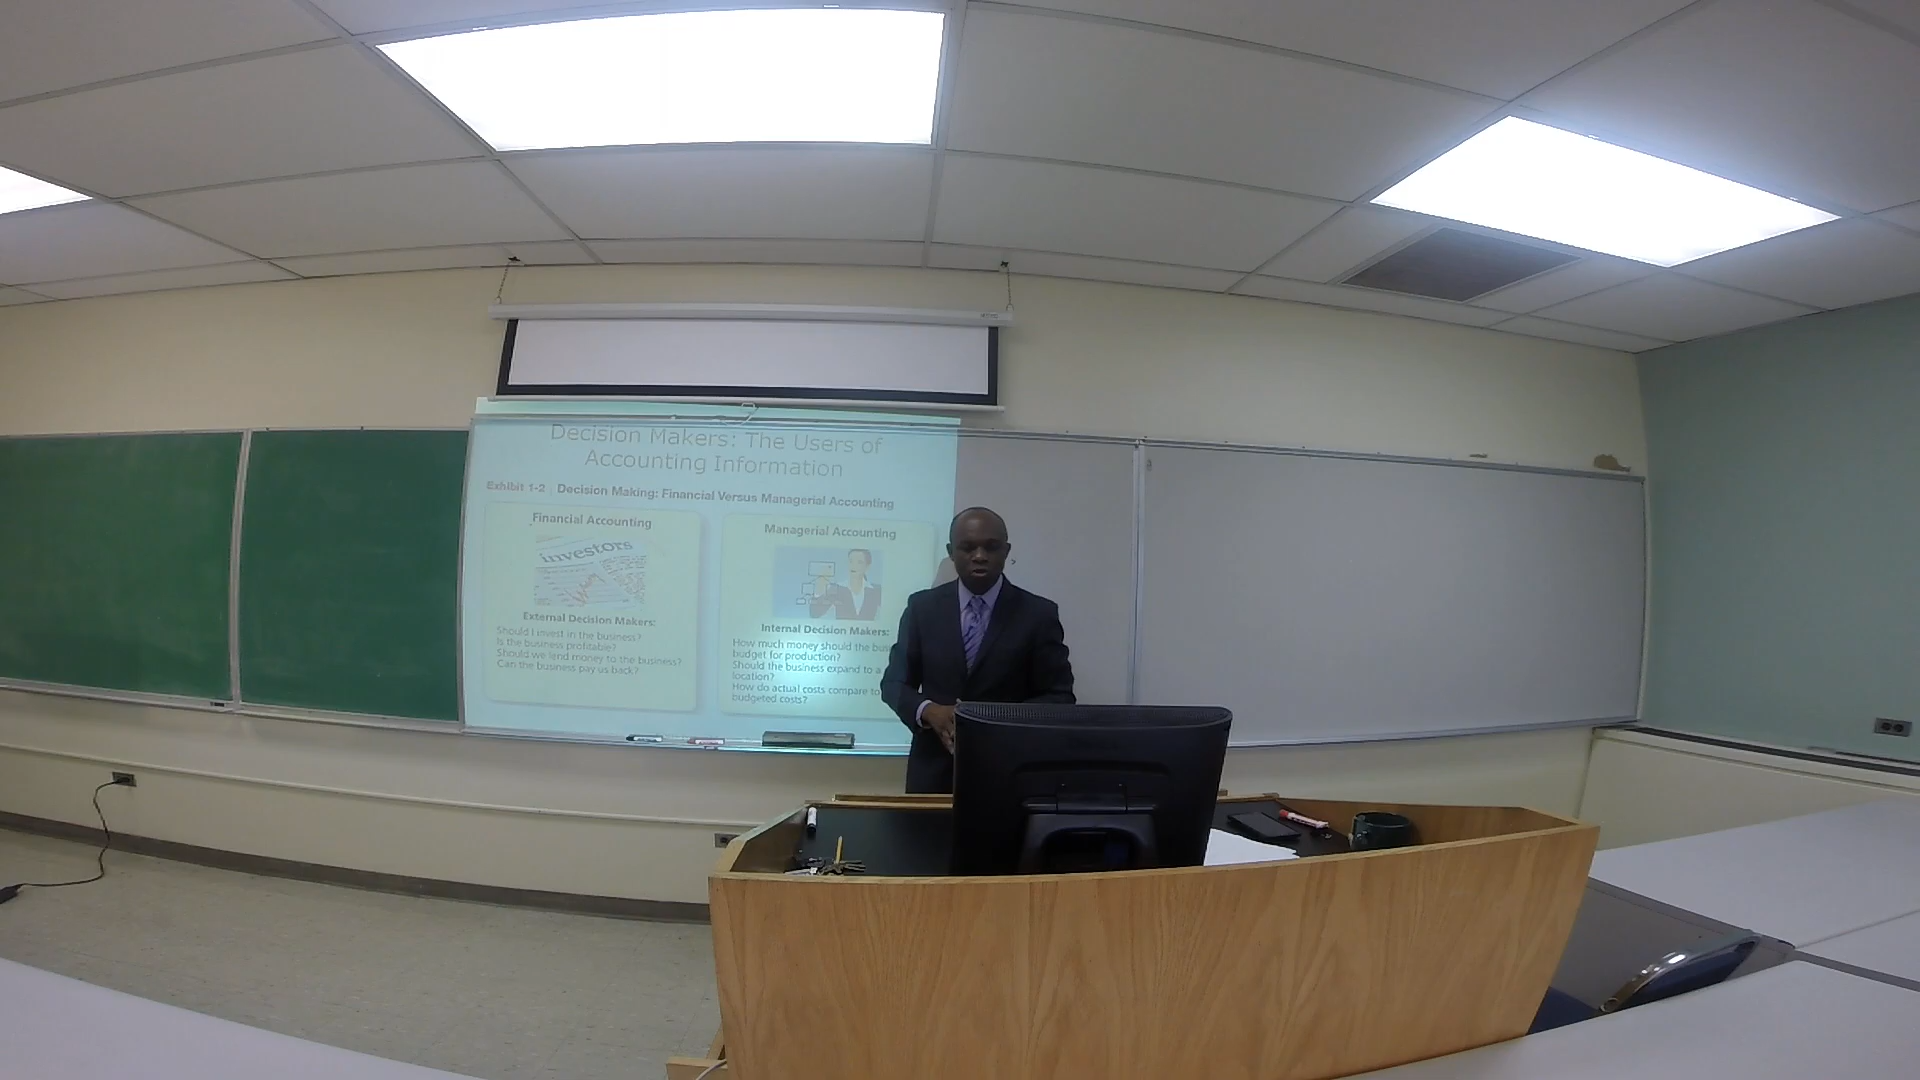 Decision Makers: The Users of
Accounting Information
Exhibit 1-2 Decision Making: Financial Versus Managerial Accounting
Financial Accounting
investors
External Decision Makers:
Should I invest in the business?
Is the business profitable?
Should we lend money to the business?
Can the business pay us back?
Managerial Accounting
Internal Decision Makers:
How much money should the bus
budget for production?
Should the business expand to a
location?
How do actual costs compare to
budgeted costs?